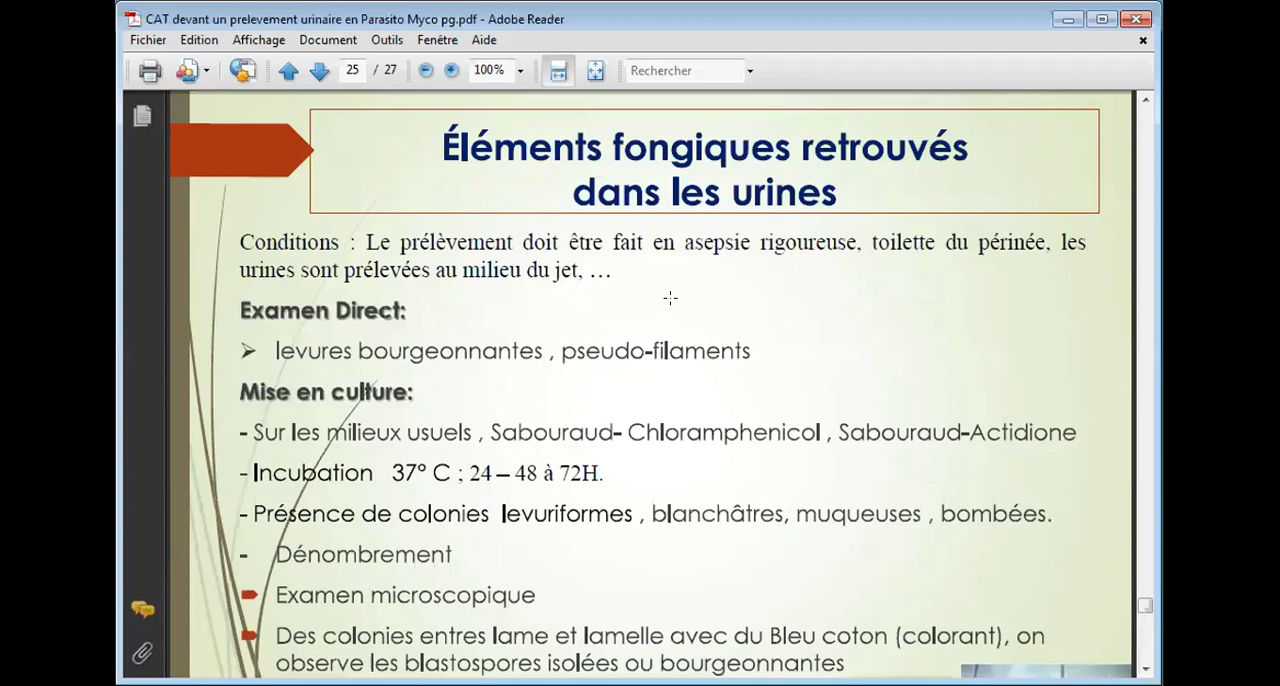 CAT devant un prelevement urinaire en Parasito Myco pg.pdf - Adobe Reader
Fichier Edition Affichage Document Outils Fenêtre Aide
25 / 27 100% Rechercher
Éléments fongiques retrouvés
dans les urines
Conditions : Le prélèvement doit être fait en asepsie rigoureuse, toilette du périnée, les
urines sont prélevées au milieu du jet, …
Examen Direct:
levures bourgeonnantes , pseudo-filaments
Mise en culture:
- Sur les milieux usuels , Sabouraud- Chloramphenicol , Sabouraud-Actidione
- Incubation 37° C ; 24 – 48 à 72H.
- Présence de colonies levuriformes , blanchâtres, muqueuses , bombées.
- Dénombrement
Examen microscopique
Des colonies entres lame et lamelle avec du Bleu coton (colorant), on
observe les blastospores isolées ou bourgeonnantes